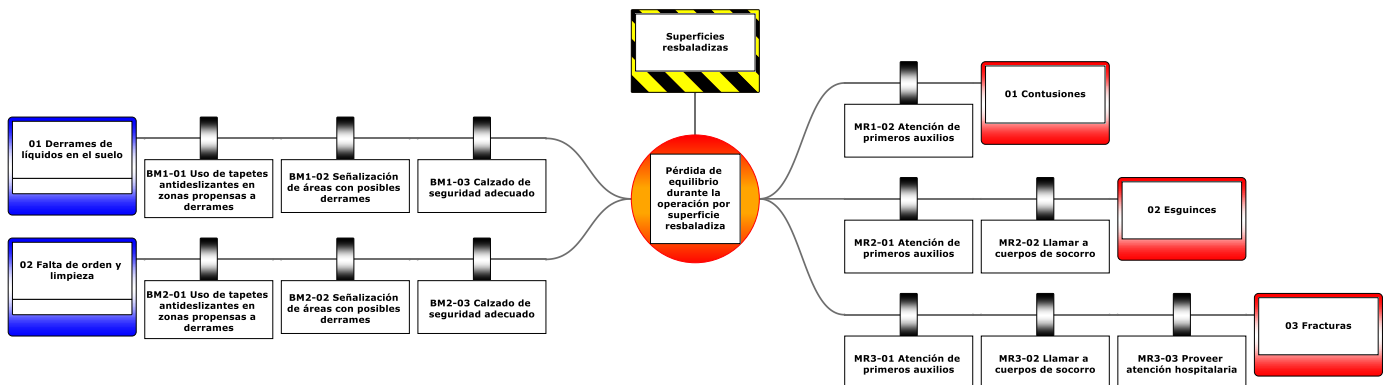 Superficies
resbaladizas
01 Derrames de
líquidos en el suelo
BM1-01 Uso de tapetes
antideslizantes en
zonas propensas a
derrames
BM1-02 Señalización
de áreas con posibles
derrames
BM1-03 Calzado de
seguridad adecuado
02 Falta de orden y
limpieza
BM2-01 Uso de tapetes
antideslizantes en
zonas propensas a
derrames
BM2-02 Señalización
de áreas con posibles
derrames
BM2-03 Calzado de
seguridad adecuado
Pérdida de
equilibrio
durante la
operación por
superficie
resbaladiza
MR1-02 Atención de
primeros auxilios
01 Contusiones
MR2-01 Atención de
primeros auxilios
MR2-02 Llamar a
cuerpos de socorro
02 Esguinces
MR3-01 Atención de
primeros auxilios
MR3-02 Llamar a
cuerpos de socorro
MR3-03 Proveer
atención hospitalaria
03 Fracturas